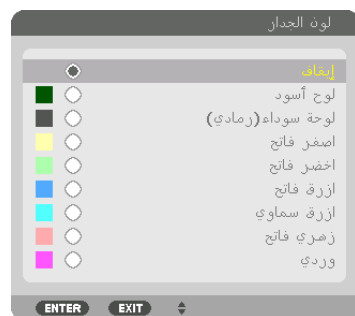 لون الجدار
إيقاف
لوح أسود
لوحة سوداء(رمادي)
اصفر فاتح
اخضر فاتح
ازرق فاتح
ازرق سماوي
زهري فاتح
وردي
ENTER EXIT